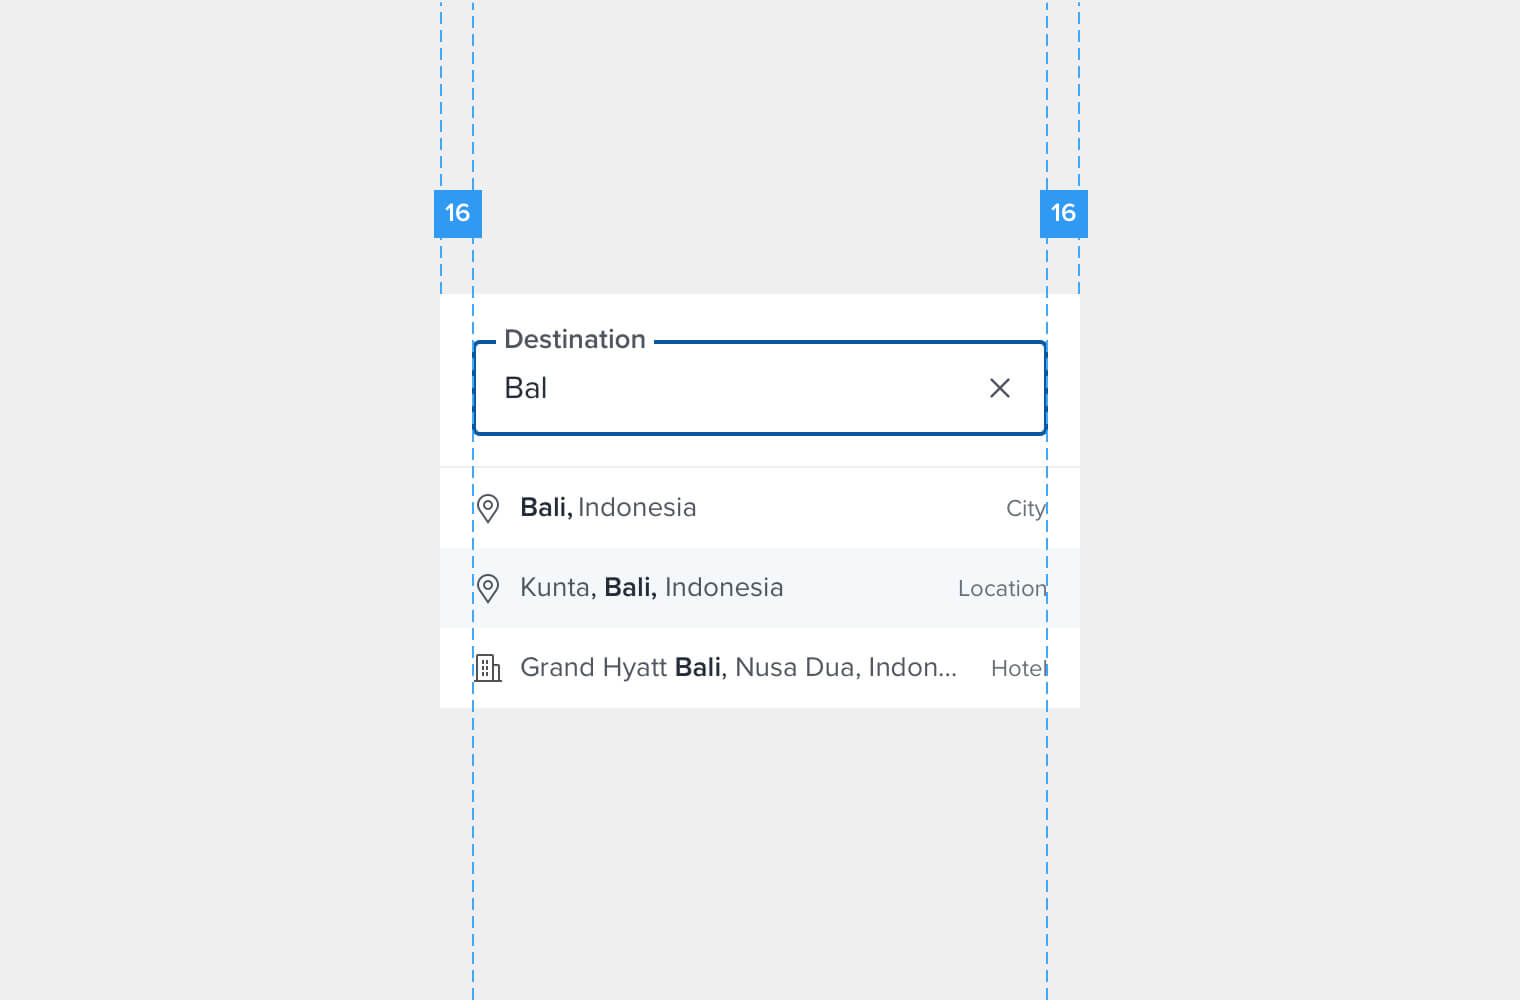 16 16
Destination
Bal
Bali, Indonesia City
Kunta, Bali, Indonesia Location
Grand Hyatt Bali, Nusa Dua, Indon... Hotel